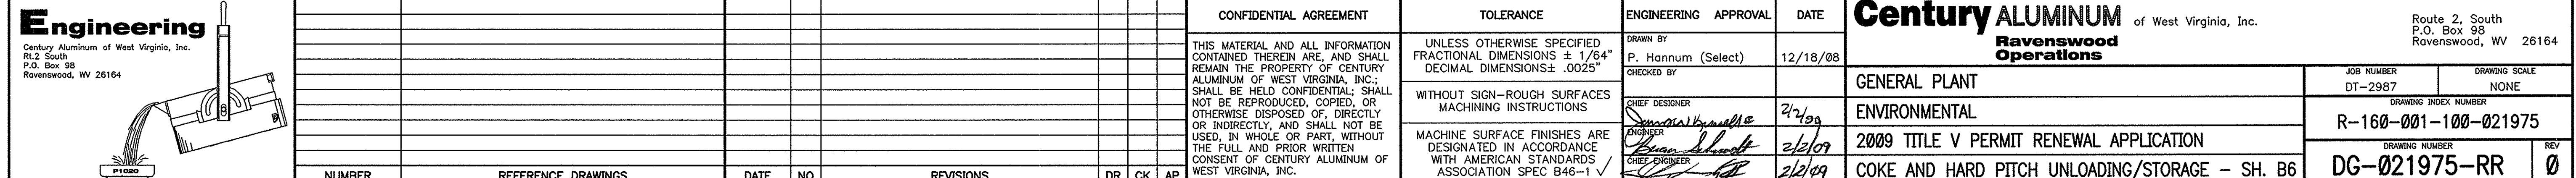 Engineering
Century Aluminum of West Virginia, Inc.
Rt.2 South
P.O. Box 98
Ravenswood, WV 26164
P1020
NUMBER
REFERENCE DRAWINGS
DATE
NO
REVISIONS
DR
CK
AP
CONFIDENTIAL AGREEMENT
THIS MATERIAL AND ALL INFORMATION
CONTAINED THEREIN ARE, AND SHALL
REMAIN THE PROPERTY OF CENTURY
ALUMINUM OF WEST VIRGINIA, INC.;
SHALL BE HELD CONFIDENTIAL; SHALL
NOT BE REPRODUCED, COPIED, OR
OTHERWISE DISPOSED OF, DIRECTLY
OR INDIRECTLY, AND SHALL NOT BE
USED, IN WHOLE OR PART, WITHOUT
THE FULL AND PRIOR WRITTEN
CONSENT OF CENTURY ALUMINUM OF
WEST VIRGINIA, INC.
TOLERANCE
UNLESS OTHERWISE SPECIFIED
FRACTIONAL DIMENSIONS ± 1/64"
DECIMAL DIMENSIONS± .0025"
WITHOUT SIGN-ROUGH SURFACES
MACHINING INSTRUCTIONS
MACHINE SURFACE FINISHES ARE
DESIGNATED IN ACCORDANCE
WITH AMERICAN STANDARDS
ASSOCIATION SPEC B46-1 √
ENGINEERING APPROVAL
DATE
DRAWN BY
P. Hannum (Select)
12/18/08
CHECKED BY
CHIEF DESIGNER
2/2/09
ENGINEER
Brian Schmidt
2/2/09
CHIEF ENGINEER
2/2/09
Century ALUMINUM of West Virginia, Inc.
Ravenswood
Operations
Route 2, South
P.O. Box 98
Ravenswood, WV 26164
GENERAL PLANT
ENVIRONMENTAL
2009 TITLE V PERMIT RENEWAL APPLICATION
COKE AND HARD PITCH UNLOADING/STORAGE - SH. B6
JOB NUMBER
DT-2987
DRAWING SCALE
NONE
DRAWING INDEX NUMBER
R-160-001-100-021975
DRAWING NUMBER
DG-021975-RR
REV
0